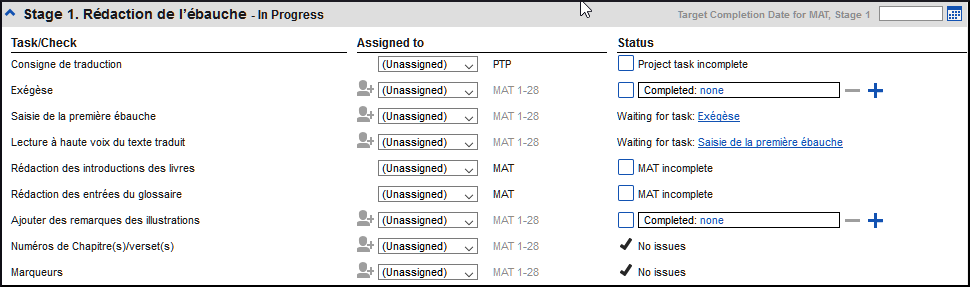 Stage 1. Rédaction de l'ébauche - In Progress Target Completion Date for MAT, Stage 1
Task/Check Assigned to Status
Consigne de traduction (Unassigned) PTP Project task incomplete
Exégèse (Unassigned) MAT 1-28 Completed: none
Saisie de la première ébauche (Unassigned) MAT 1-28 Waiting for task: Exégèse
Lecture à haute voix du texte traduit (Unassigned) MAT 1-28 Waiting for task: Saisie de la première ébauche
Rédaction des introductions des livres (Unassigned) MAT MAT incomplete
Rédaction des entrées du glossaire (Unassigned) MAT MAT incomplete
Ajouter des remarques des illustrations (Unassigned) MAT 1-28 Completed: none
Numéros de Chapitre(s)/verset(s) (Unassigned) MAT 1-28 No issues
Marqueurs (Unassigned) MAT 1-28 No issues